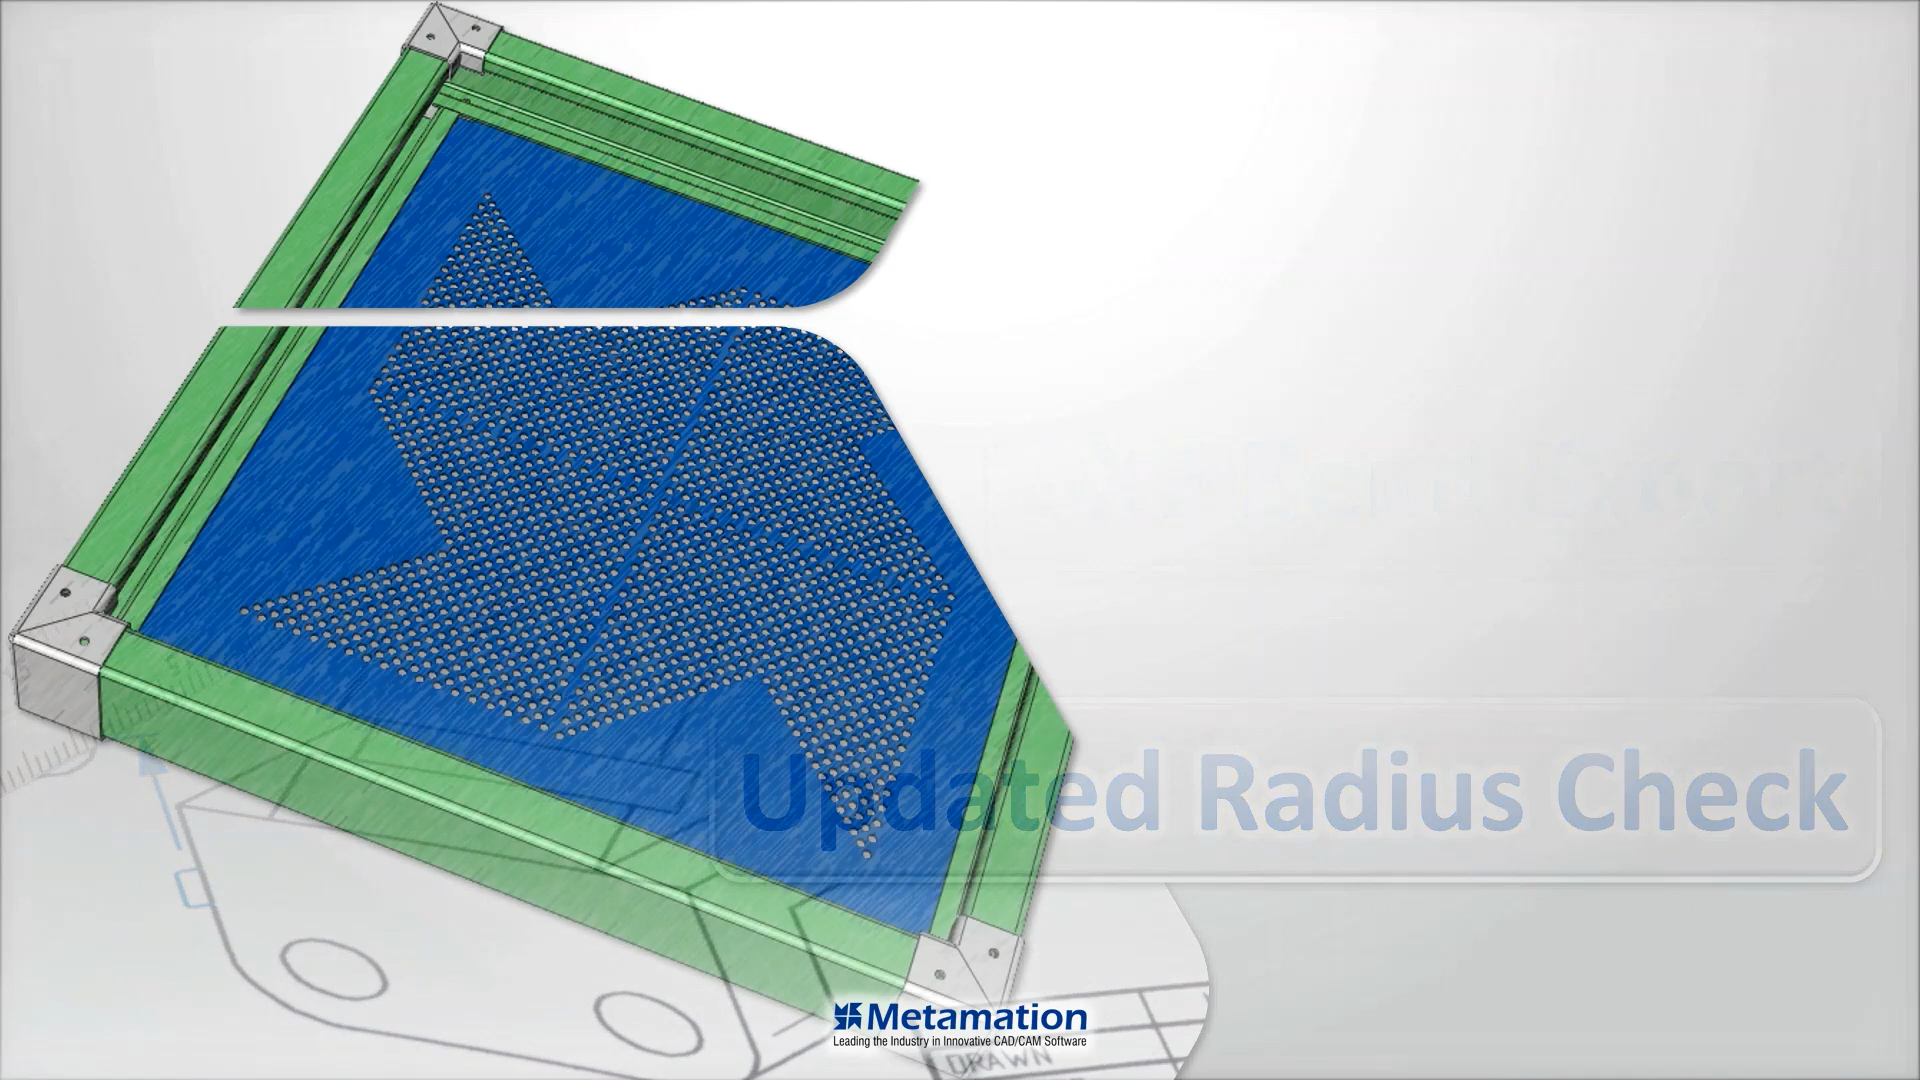 Updated Radius Check
Metamation
Leading the Industry in Innovative CAD/CAM Software
DRAWN